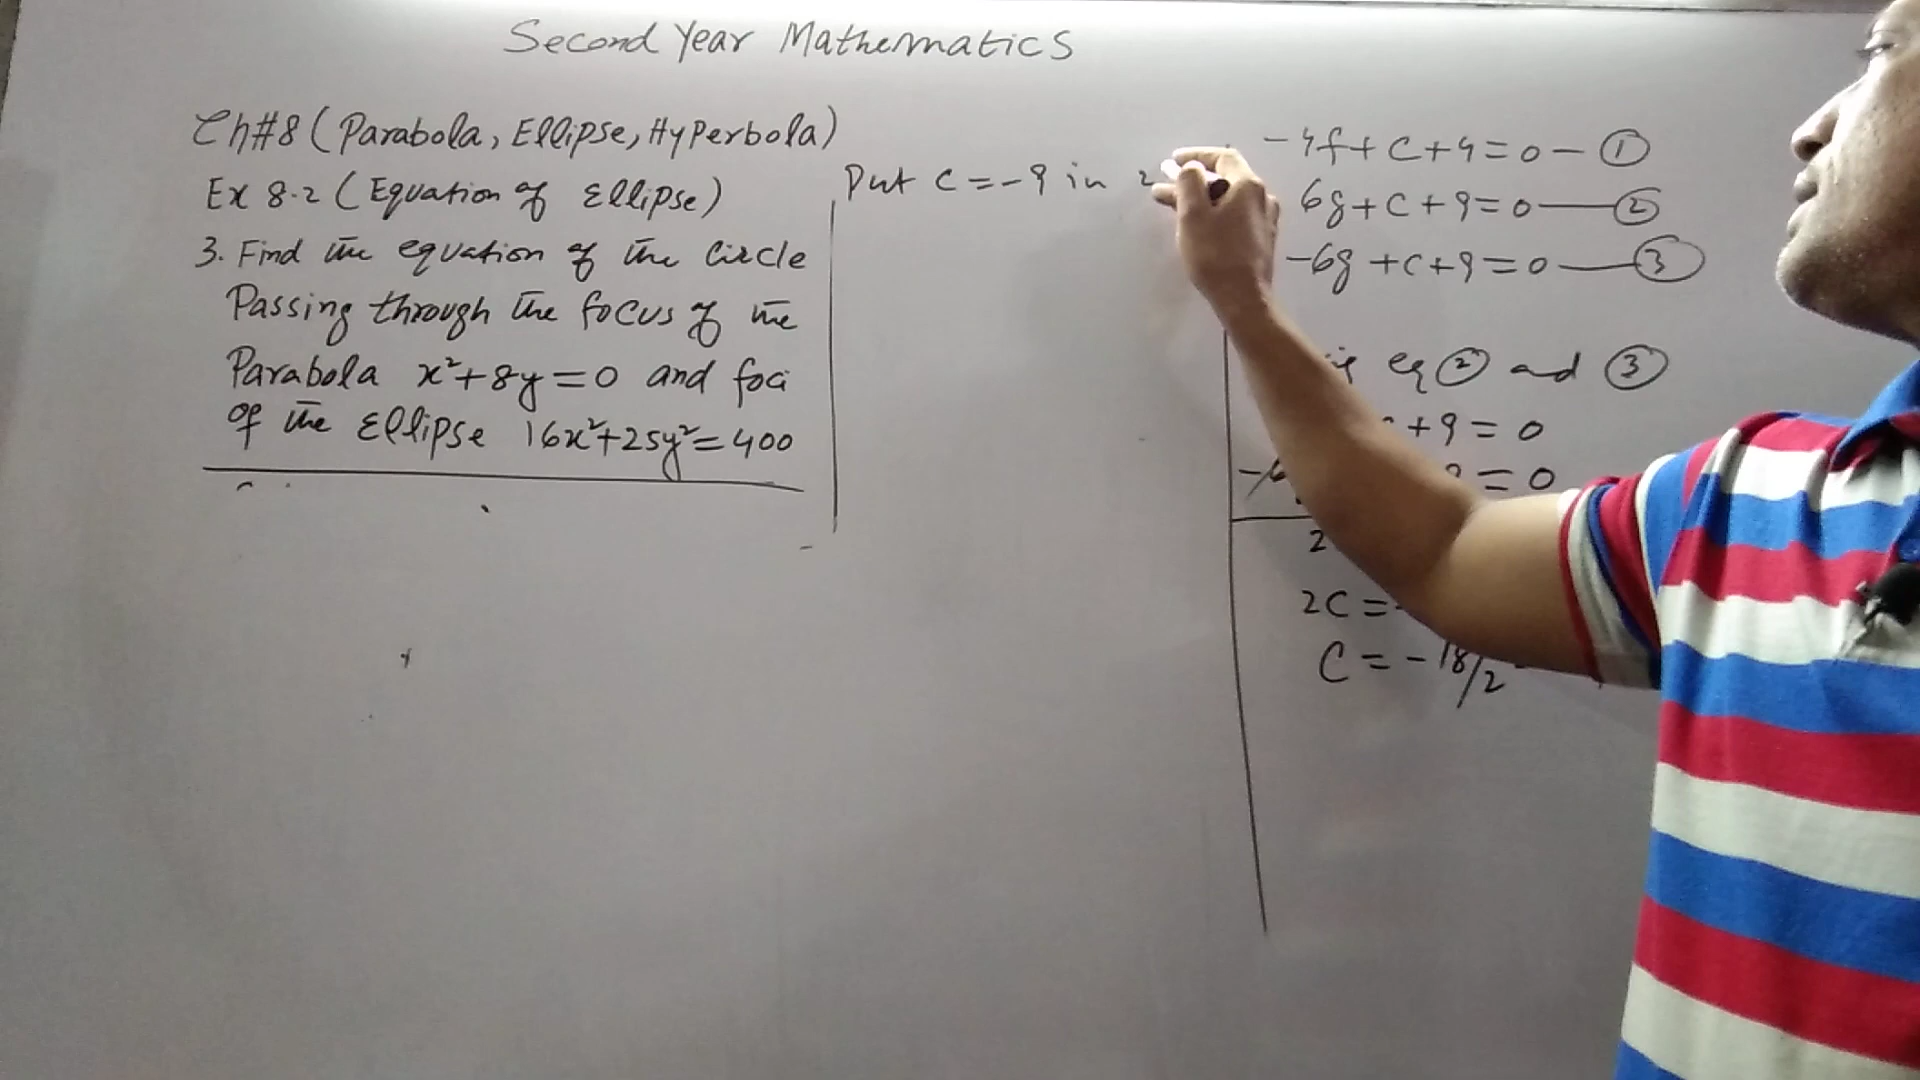 Second Year Mathematics
Ch#8 (Parabola, Ellipse, Hyperbola)
Ex 8.2 (Equation of Ellipse)
3. Find the equation of the Circle
Passing through the focus of the
Parabola x²+8y=0 and foci
of the Ellipse 16x²+25y²=400
Put C=-9 in 2
-4f+C+4=0 - ①
6g+C+9=0 — ②
-6g+C+9=0 — ③
eq ② and ③
+9=0
=0
2
2C=-
C=-18/2